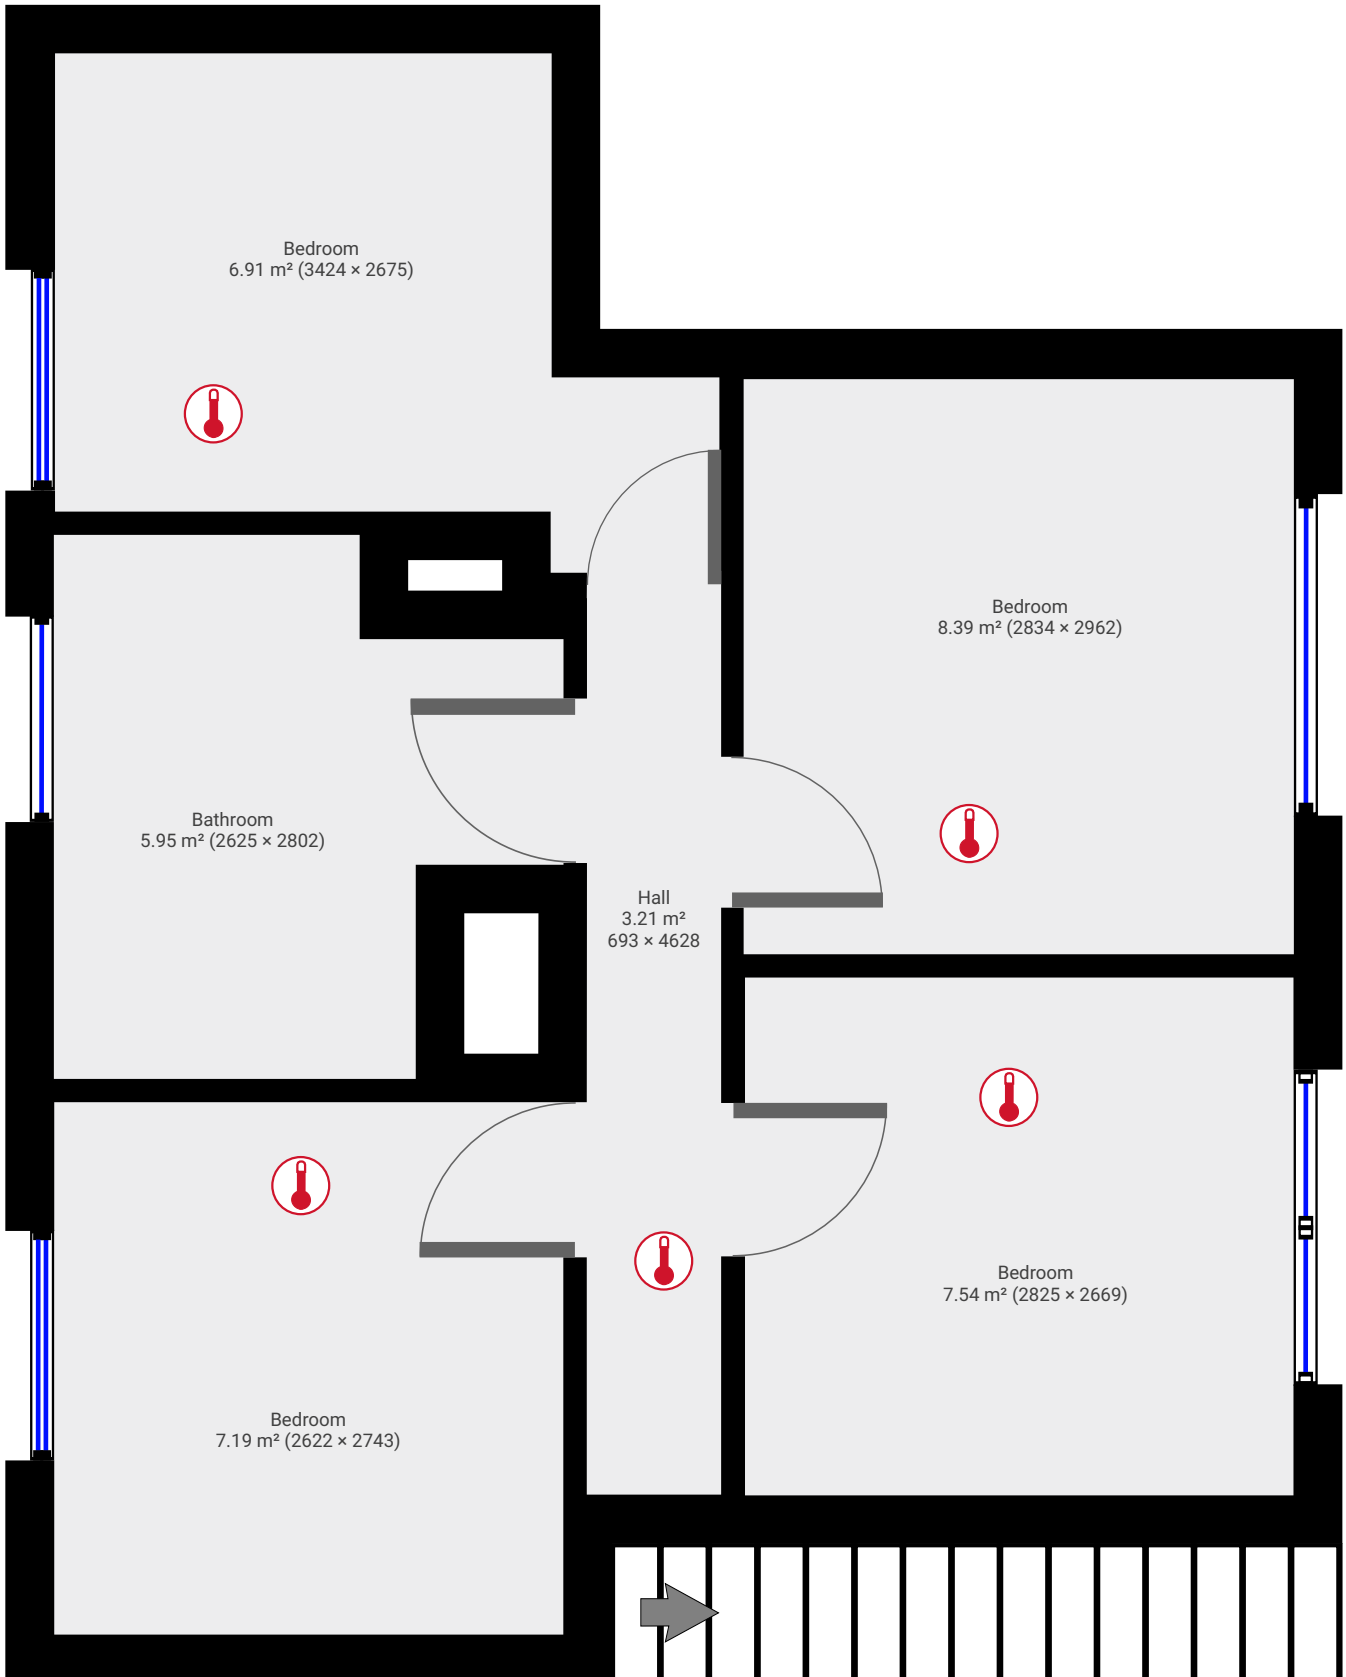 Bedroom
6.91 m² (3424 × 2675)
Bedroom
8.39 m² (2834 × 2962)
Bathroom
5.95 m² (2625 × 2802)
Hall
3.21 m²
693 × 4628
Bedroom
7.54 m² (2825 × 2669)
Bedroom
7.19 m² (2622 × 2743)